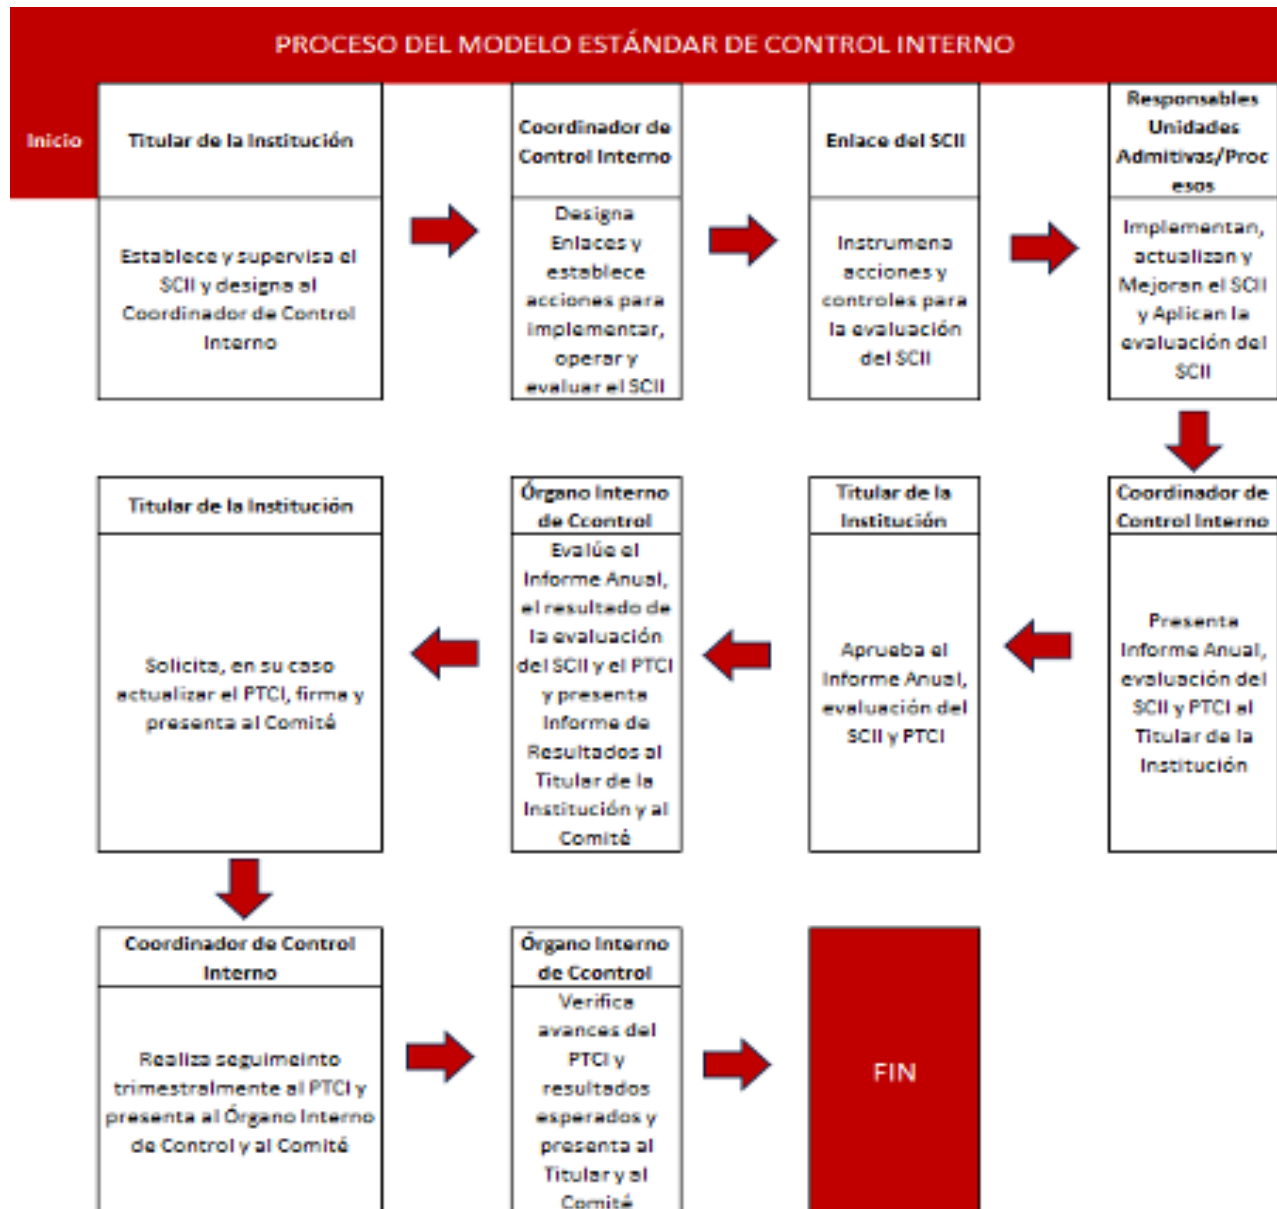 PROCESO DEL MODELO ESTÁNDAR DE CONTROL INTERNO
Inicio
Titular de la Institución
Establece y supervisa el
SCII y designa al
Coordinador de Control
Interno
Coordinador de
Control Interno
Designa
Enlaces y
establece
acciones para
implementar,
operar y
evaluar el SCII
Enlace del SCII
Instrumena
acciones y
controles para
la evaluación
del SCII
Responsables
Unidades
Admitivas/Proc
esos
Implementan,
actualizan y
Mejoran el SCII
y Aplican la
evaluación del
SCII
Coordinador de
Control Interno
Presenta
Informe Anual,
evaluación del
SCII y PTCI al
Titular de la
Institución
Titular de la
Institución
Aprueba el
Informe Anual,
evaluación del
SCII y PTCI
Órgano Interno
de Ccontrol
Evalúe el
Informe Anual,
el resultado de
la evaluación
del SCII y el PTCI
y presenta
Informe de
Resultados al
Titular de la
Institución y al
Comité
Titular de la Institución
Solicita, en su caso
actualizar el PTCI, firma y
presenta al Comité
Coordinador de Control
Interno
Realiza seguimeinto
trimestralmente al PTCI y
presenta al Órgano Interno
de Control y al Comité
Órgano Interno
de Ccontrol
Verifica
avances del
PTCI y
resultados
esperados y
presenta al
Titular y al
Comité
FIN